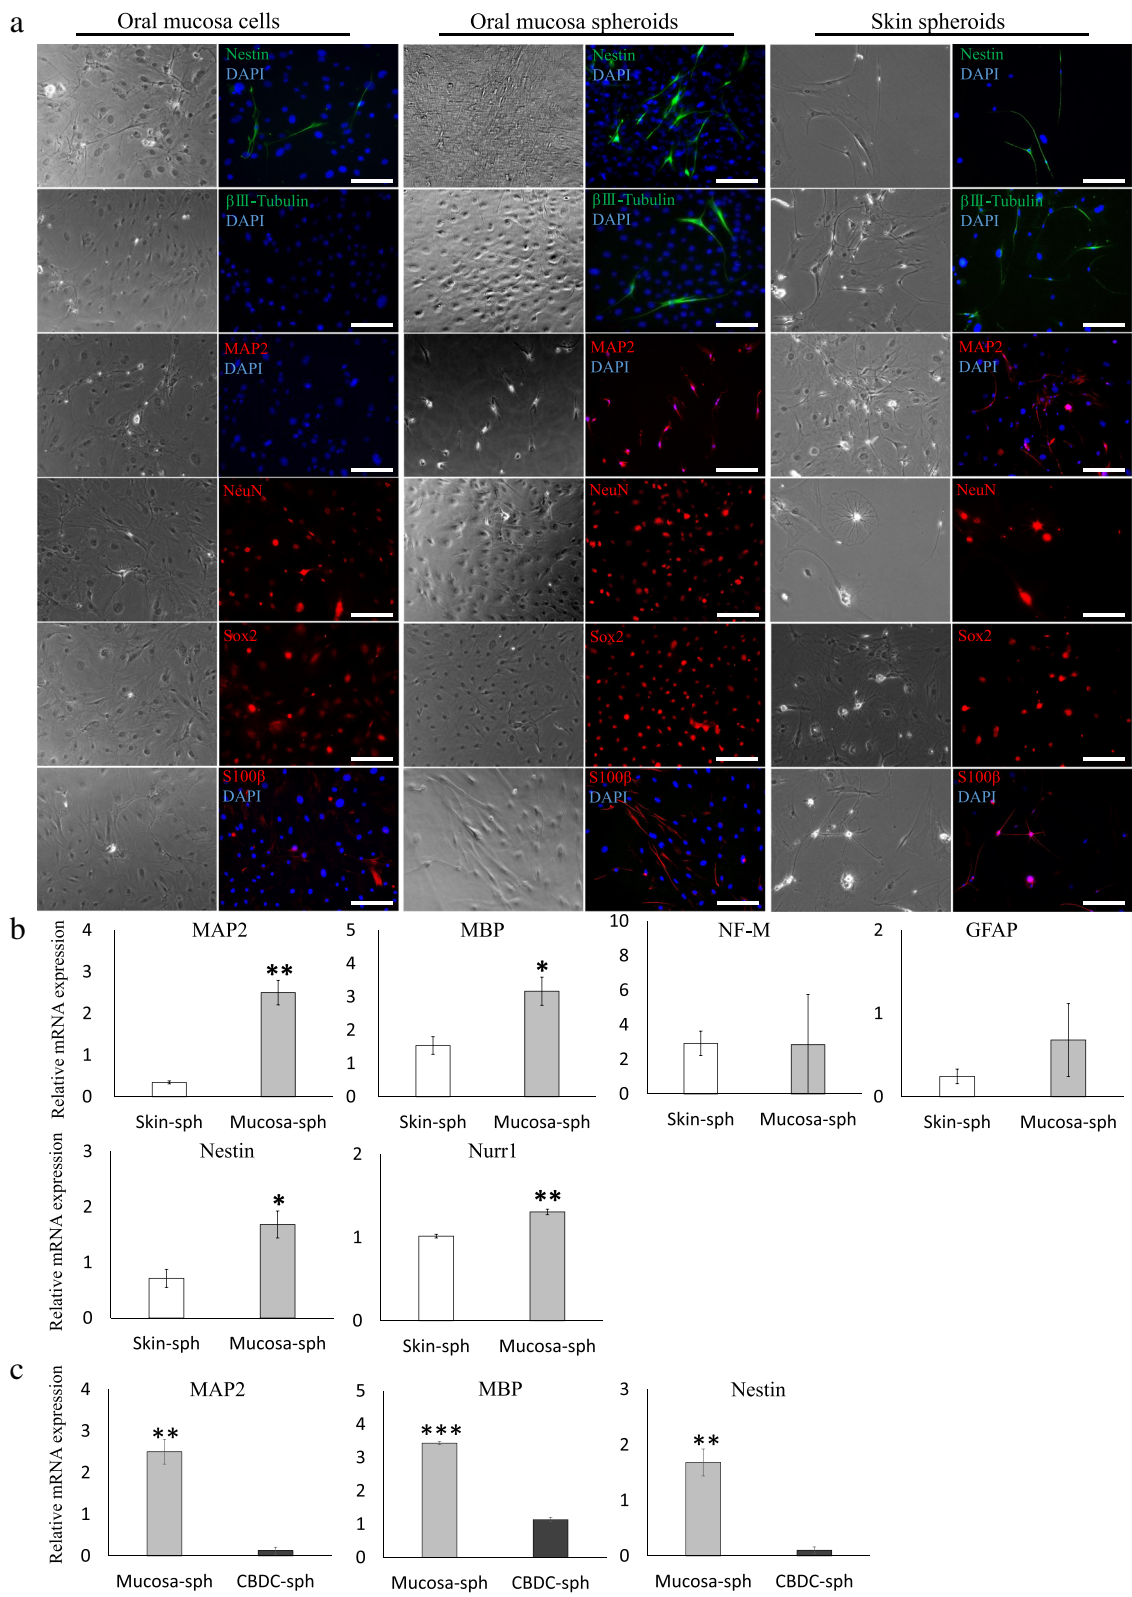 a
Oral mucosa cells
Oral mucosa spheroids
Skin spheroids
Nestin
DAPI
Nestin
DAPI
Nestin
DAPI
βIII-Tubulin
DAPI
βIII-Tubulin
DAPI
βIII-Tubulin
DAPI
MAP2
DAPI
MAP2
DAPI
MAP2
DAPI
NeuN
NeuN
NeuN
Sox2
Sox2
Sox2
S100β
DAPI
S100β
DAPI
S100β
DAPI
b
Relative mRNA expression
MAP2
4
3
2
1
0
**
Skin-sph
Mucosa-sph
MBP
5
4
3
2
1
0
*
Skin-sph
Mucosa-sph
NF-M
10
8
6
4
2
0
Skin-sph
Mucosa-sph
GFAP
2
1
0
Skin-sph
Mucosa-sph
Relative mRNA expression
Nestin
3
2
1
0
*
Skin-sph
Mucosa-sph
Nurr1
2
1
0
**
Skin-sph
Mucosa-sph
c
Relative mRNA expression
MAP2
4
3
2
1
0
**
Mucosa-sph
CBDC-sph
MBP
5
4
3
2
1
0
***
Mucosa-sph
CBDC-sph
Nestin
3
2
1
0
**
Mucosa-sph
CBDC-sph